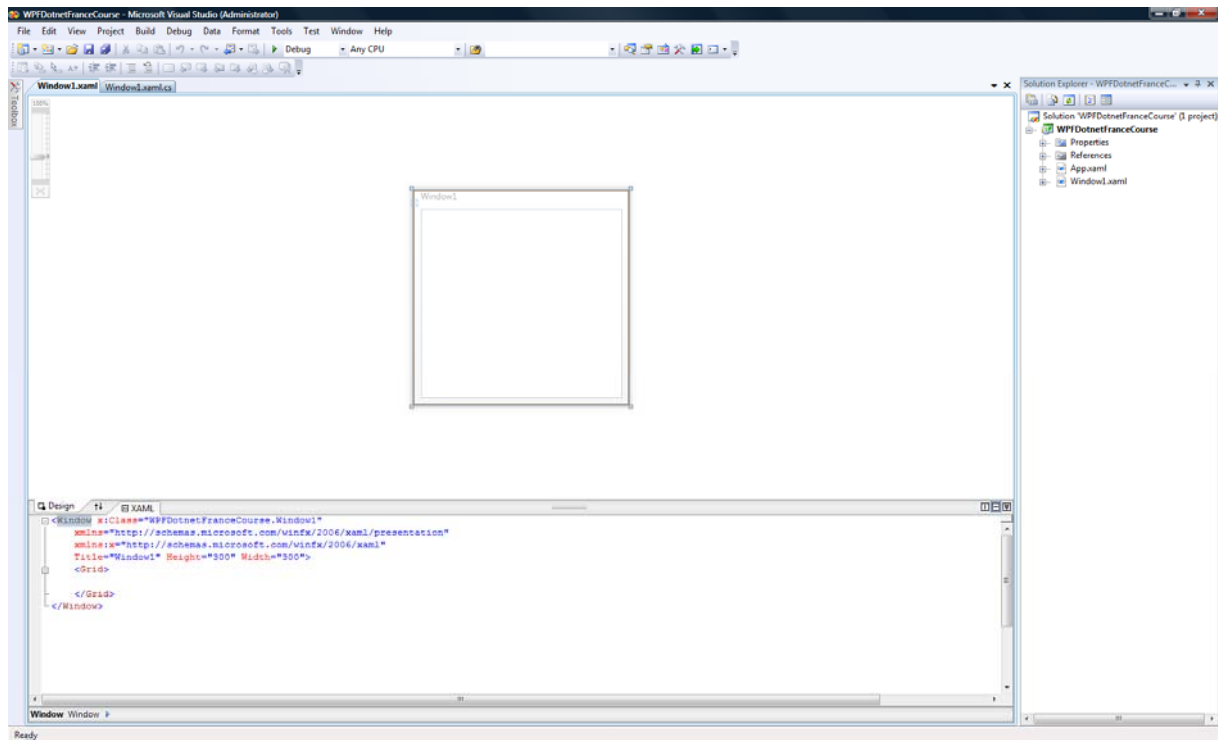 WPFDotnetFranceCourse - Microsoft Visual Studio (Administrator)
File Edit View Project Build Debug Data Format Tools Test Window Help
Debug Any CPU
Window1.xaml Window1.xaml.cs
Toolbox
100%
Window1
Design XAML
<Window x:Class="WPFDotnetFranceCourse.Window1"
xmlns="http://schemas.microsoft.com/winfx/2006/xaml/presentation"
xmlns:x="http://schemas.microsoft.com/winfx/2006/xaml"
Title="Window1" Height="300" Width="300">
<Grid>
</Grid>
</Window>
Window Window
Ready
Solution Explorer - WPFDotnetFranceC...
Solution 'WPFDotnetFranceCourse' (1 project)
WPFDotnetFranceCourse
Properties
References
App.xaml
Window1.xaml